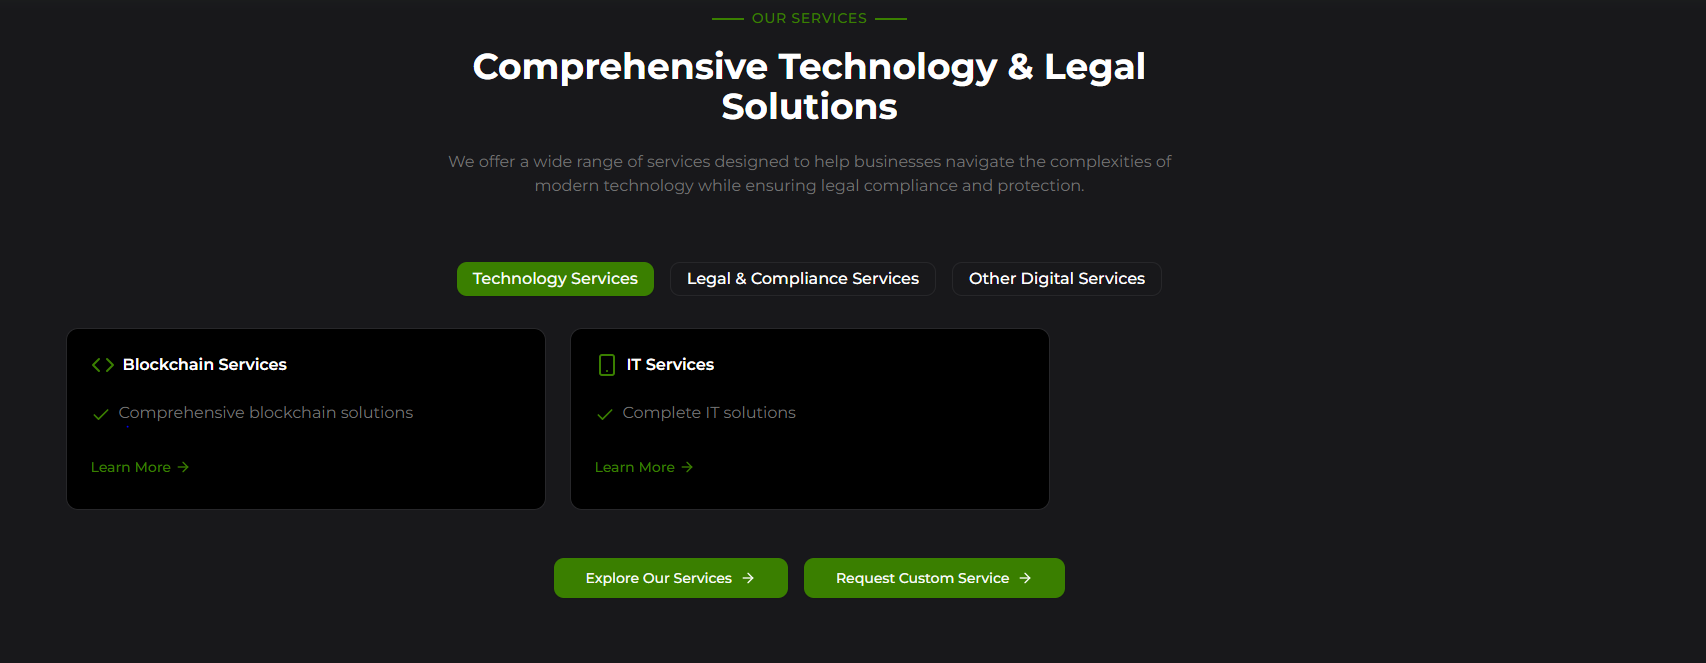 OUR SERVICES
Comprehensive Technology & Legal
Solutions
We offer a wide range of services designed to help businesses navigate the complexities of
modern technology while ensuring legal compliance and protection.
Technology Services
Legal & Compliance Services
Other Digital Services
Blockchain Services
Comprehensive blockchain solutions
Learn More →
IT Services
Complete IT solutions
Learn More →
Explore Our Services →
Request Custom Service →